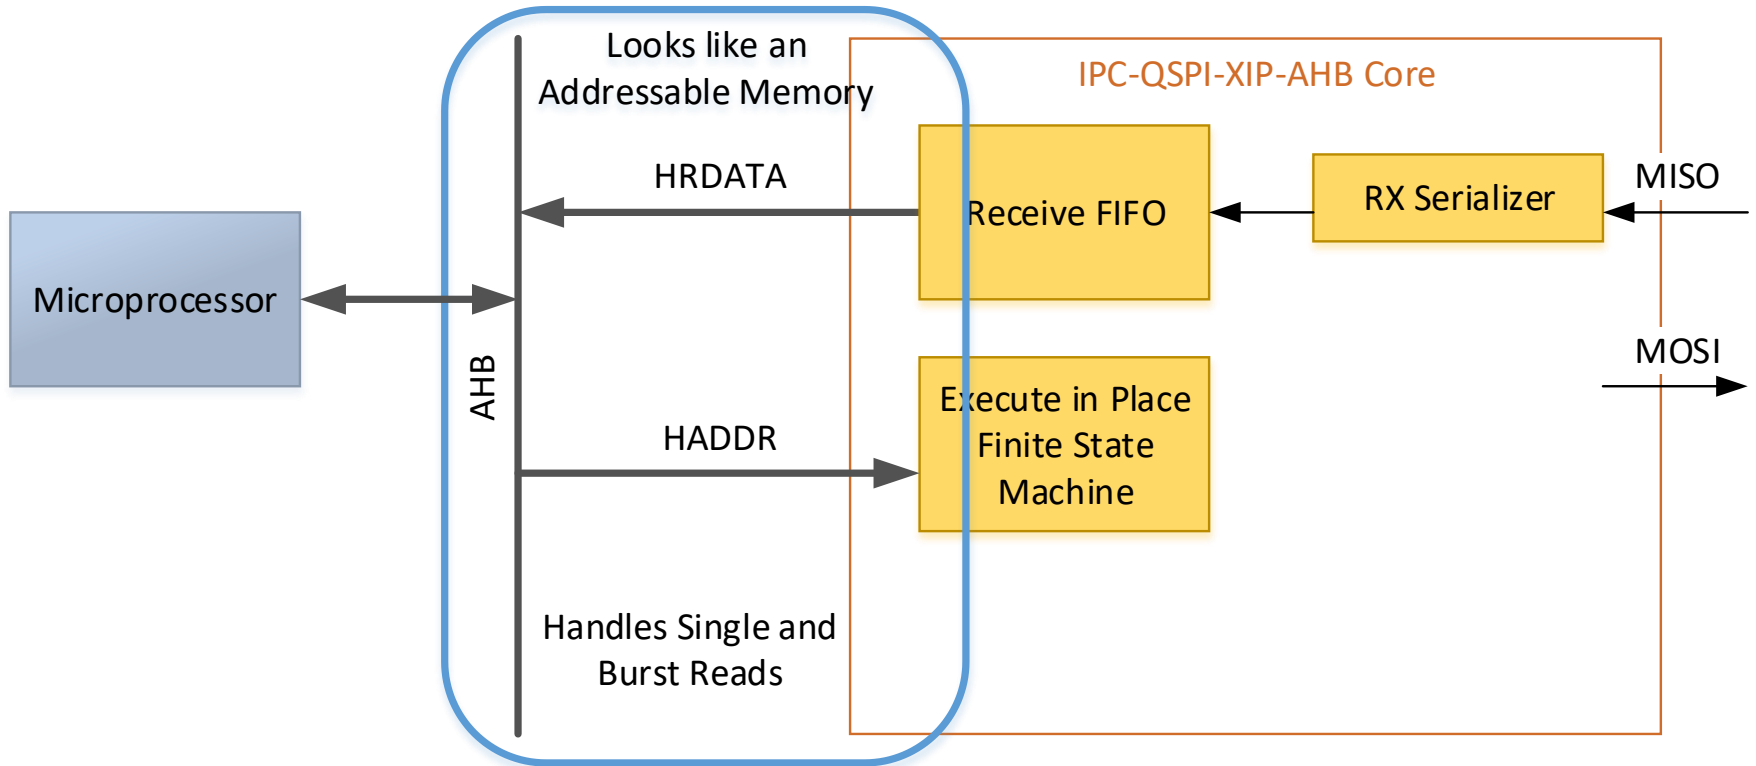 Looks like an
Addressable Memory
IPC-QSPI-XIP-AHB Core
HRDATA
Receive FIFO
RX Serializer
MISO
Microprocessor
AHB
MOSI
HADDR
Execute in Place
Finite State
Machine
Handles Single and
Burst Reads